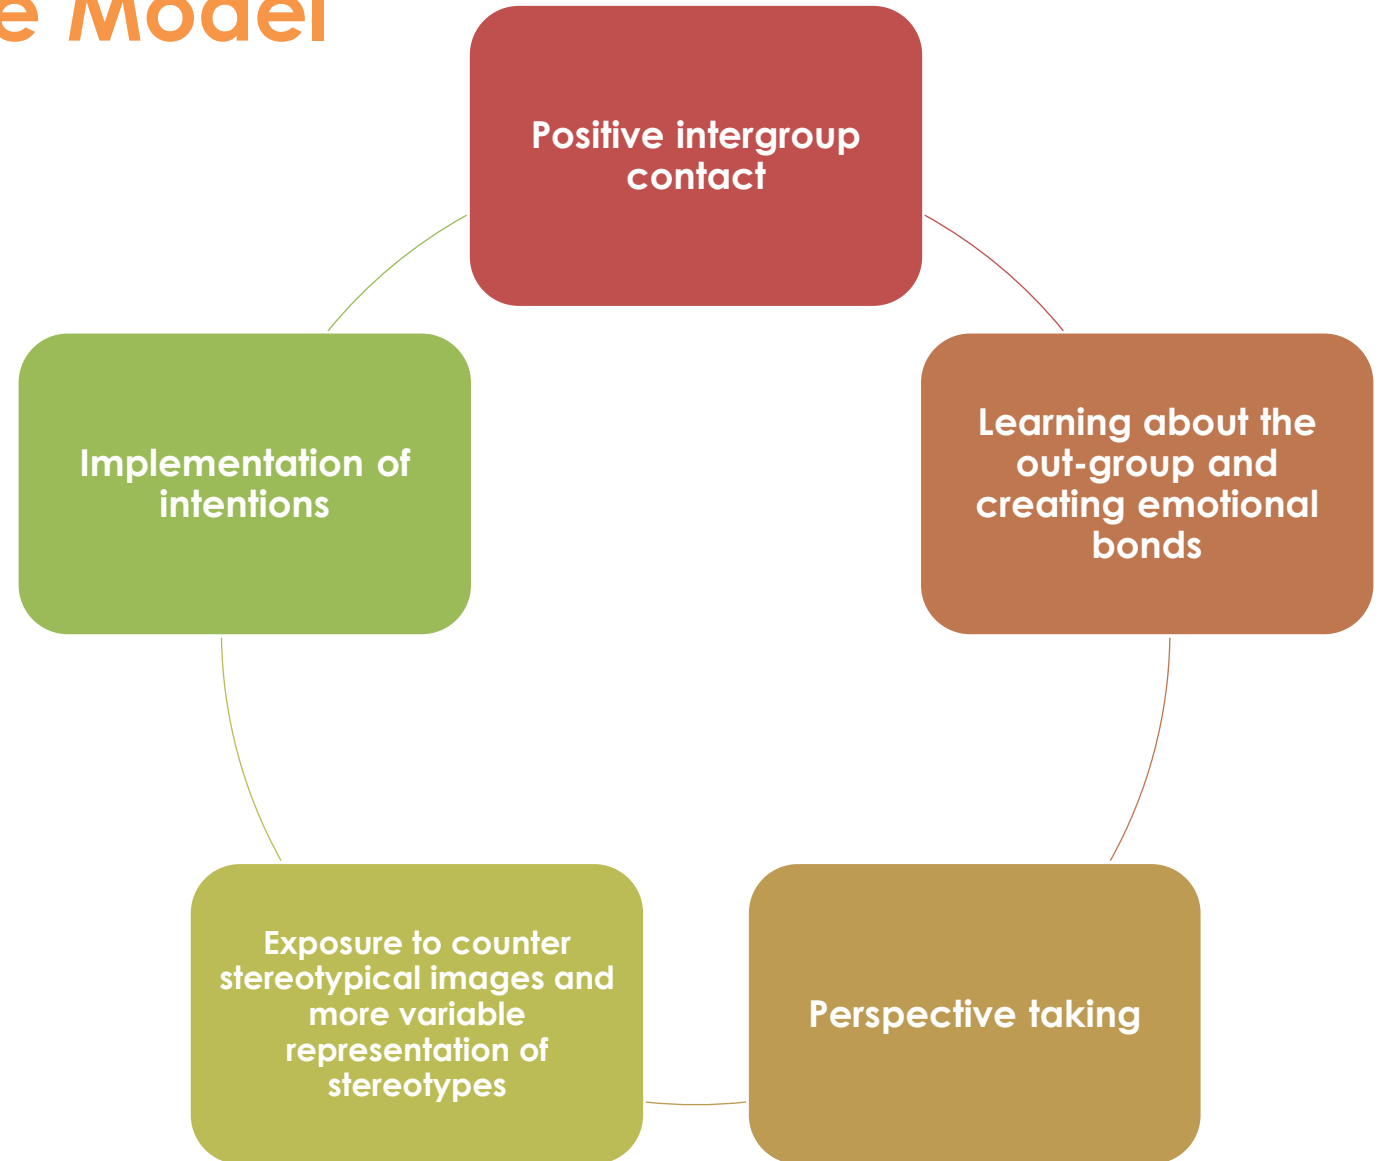 e Model
Positive intergroup
contact
Learning about the
out-group and
creating emotional
bonds
Perspective taking
Exposure to counter
stereotypical images and
more variable
representation of
stereotypes
Implementation of
intentions